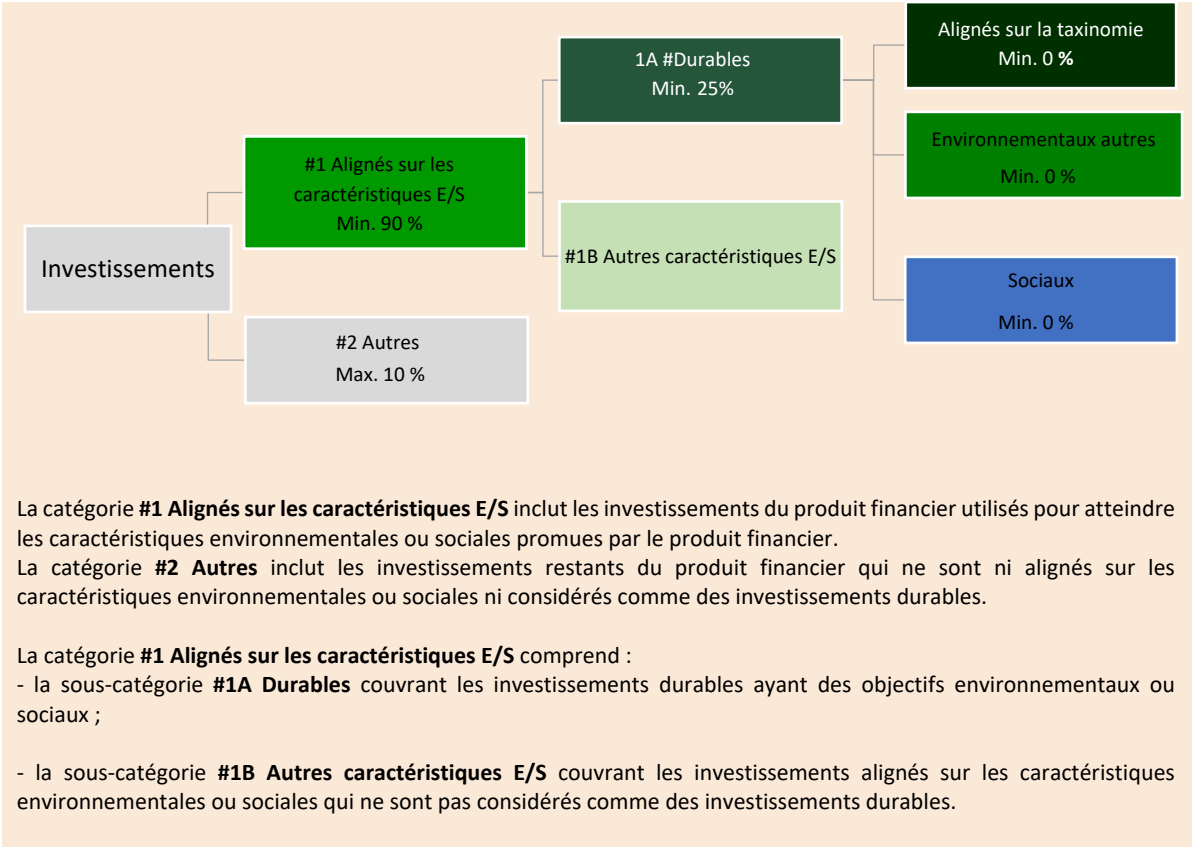 Alignés sur la taxinomie
Min. 0 %
1A #Durables
Min. 25%
Environnementaux autres
Min. 0 %
#1 Alignés sur les
caractéristiques E/S
Min. 90 %
#1B Autres caractéristiques E/S
Investissements
Sociaux
Min. 0 %
#2 Autres
Max. 10 %
La catégorie #1 Alignés sur les caractéristiques E/S inclut les investissements du produit financier utilisés pour atteindre
les caractéristiques environnementales ou sociales promues par le produit financier.
La catégorie #2 Autres inclut les investissements restants du produit financier qui ne sont ni alignés sur les
caractéristiques environnementales ou sociales ni considérés comme des investissements durables.
La catégorie #1 Alignés sur les caractéristiques E/S comprend :
- la sous-catégorie #1A Durables couvrant les investissements durables ayant des objectifs environnementaux ou
sociaux ;
- la sous-catégorie #1B Autres caractéristiques E/S couvrant les investissements alignés sur les caractéristiques
environnementales ou sociales qui ne sont pas considérés comme des investissements durables.